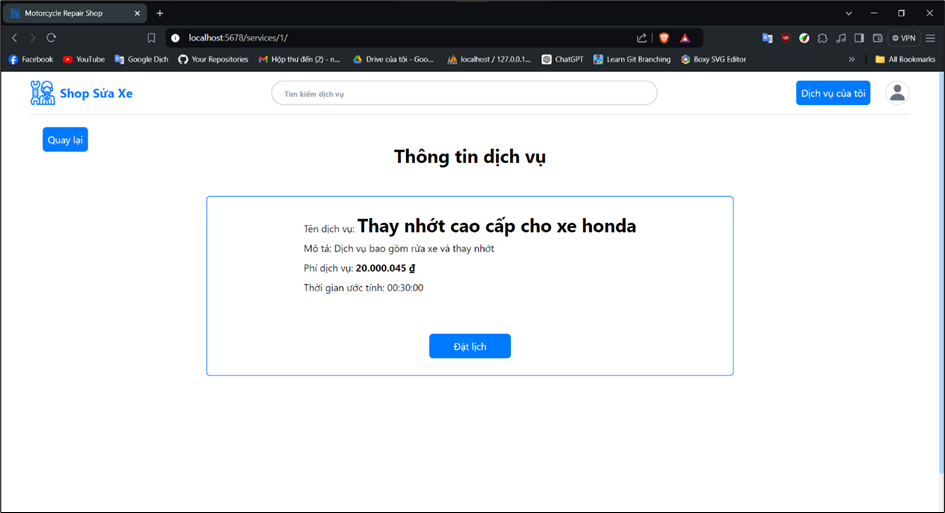 Motorcycle Repair Shop
localhost:5678/services/1/
VPN
Facebook
YouTube
Google Dịch
Your Repositories
Hộp thư đến (2) - n...
Drive của tôi - Goo...
localhost / 127.0.0.1...
ChatGPT
Learn Git Branching
Boxy SVG Editor
All Bookmarks
Shop Sửa Xe
Tìm kiếm dịch vụ
Dịch vụ của tôi
Quay lại
Thông tin dịch vụ
Tên dịch vụ: Thay nhớt cao cấp cho xe honda
Mô tả: Dịch vụ bao gồm rửa xe và thay nhớt
Phí dịch vụ: 20.000.045 ₫
Thời gian ước tính: 00:30:00
Đặt lịch